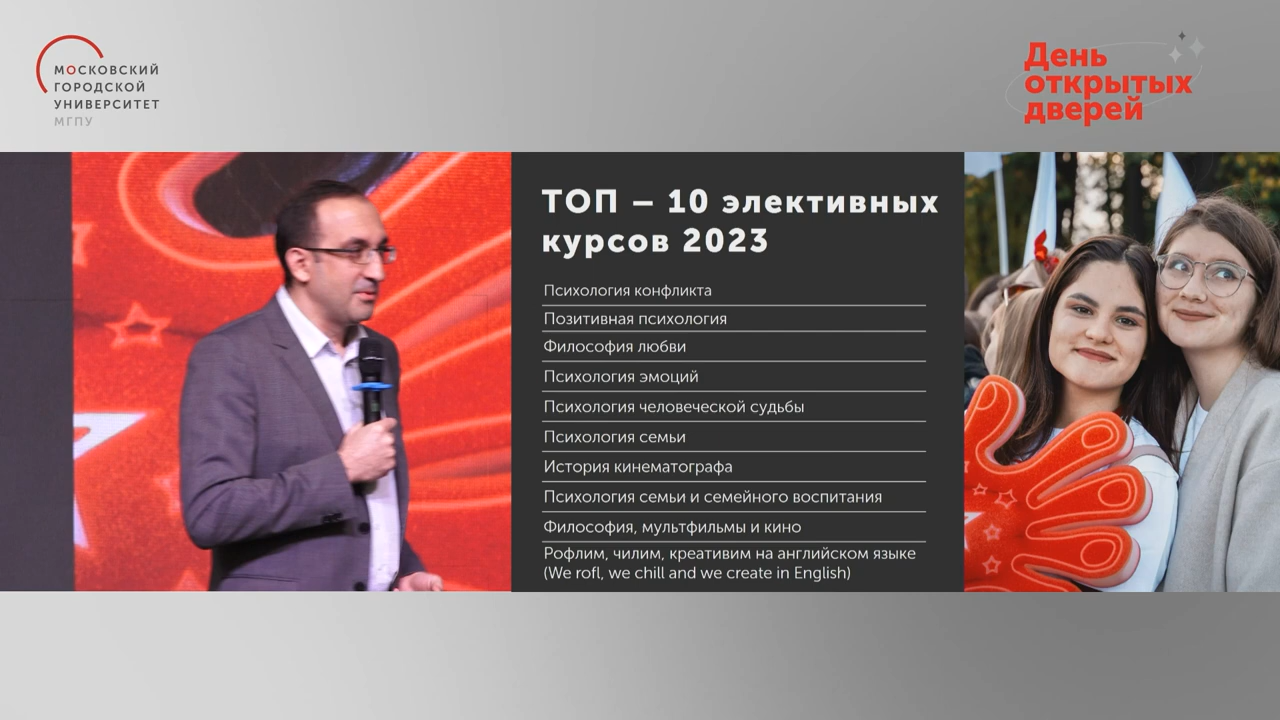 МОСКОВСКИЙ
ГОРОДСКОЙ
УНИВЕРСИТЕТ
МГПУ
День
открытых
дверей
ТОП – 10 элективных
курсов 2023
Психология конфликта
Позитивная психология
Философия любви
Психология эмоций
Психология человеческой судьбы
Психология семьи
История кинематографа
Психология семьи и семейного воспитания
Философия, мультфильмы и кино
Рофлим, чилим, креативим на английском языке
(We rofl, we chill and we create in English)